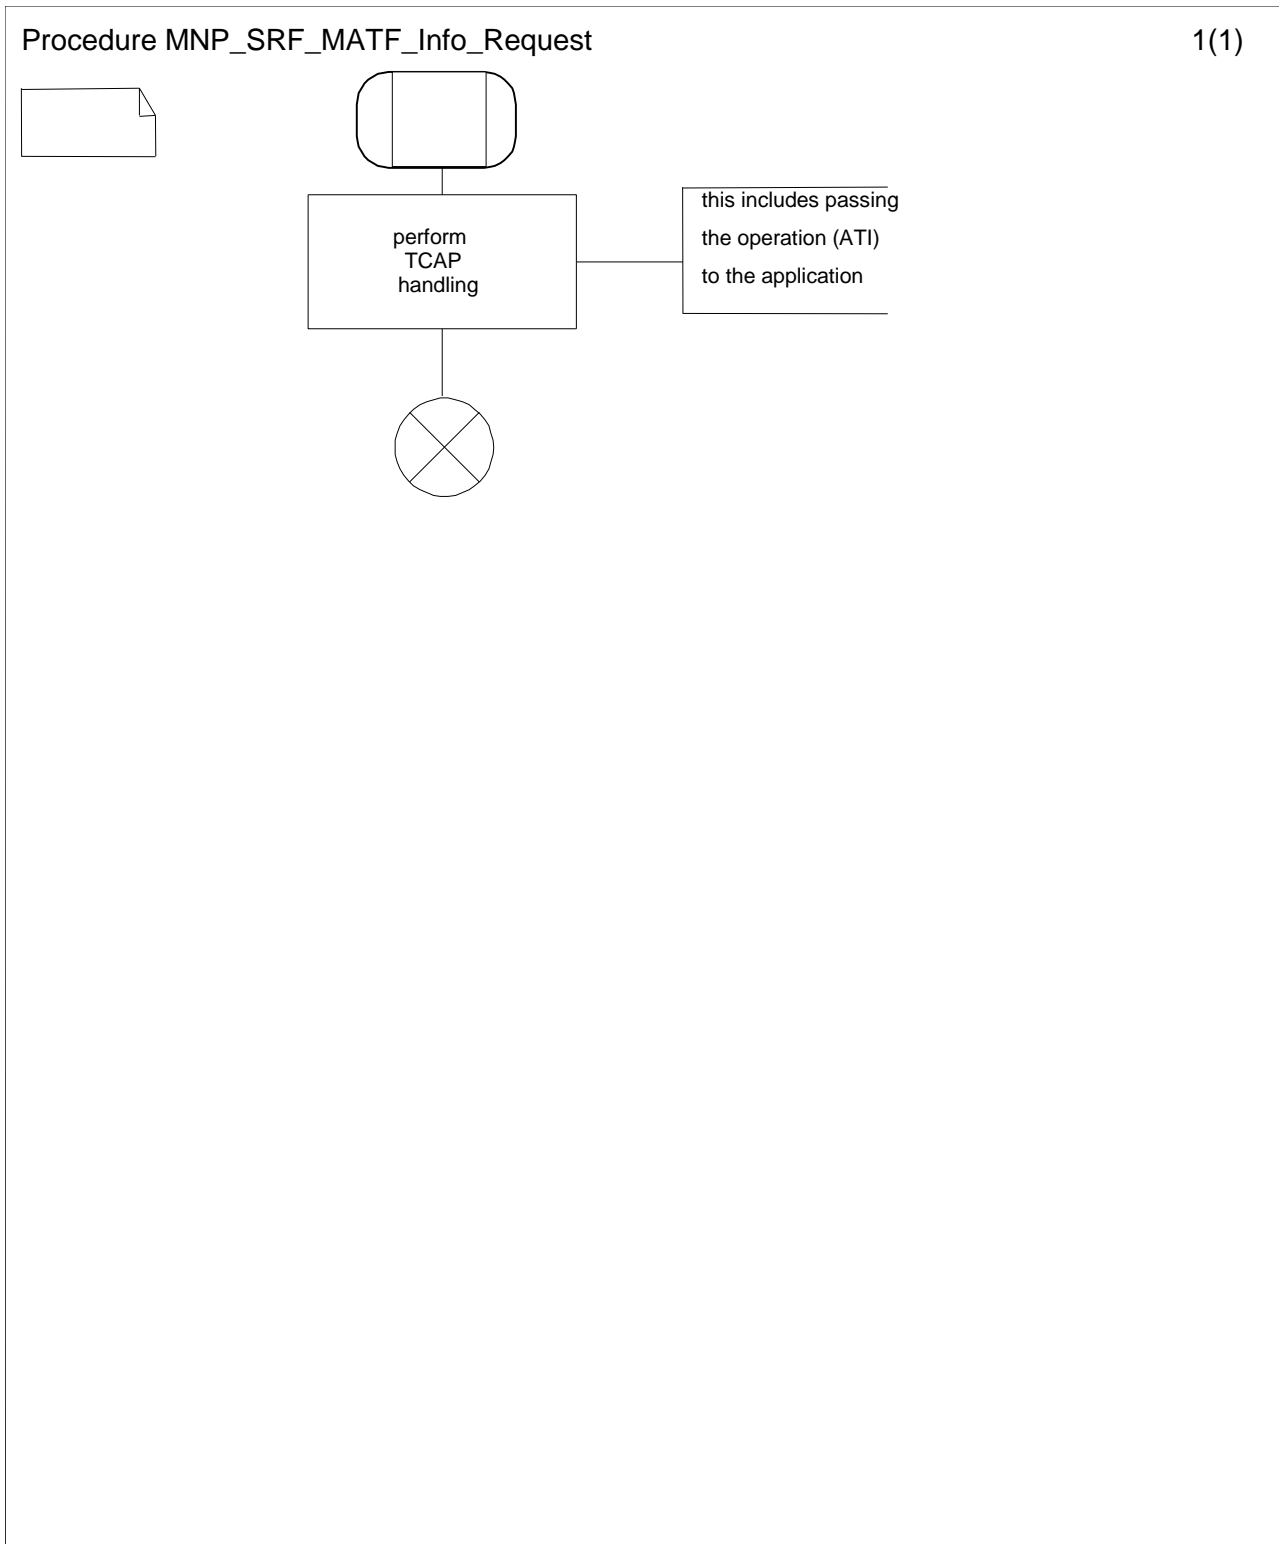 Procedure MNP_SRF_MATF_Info_Request 1(1)
perform
TCAP
handling
this includes passing
the operation (ATI)
to the application